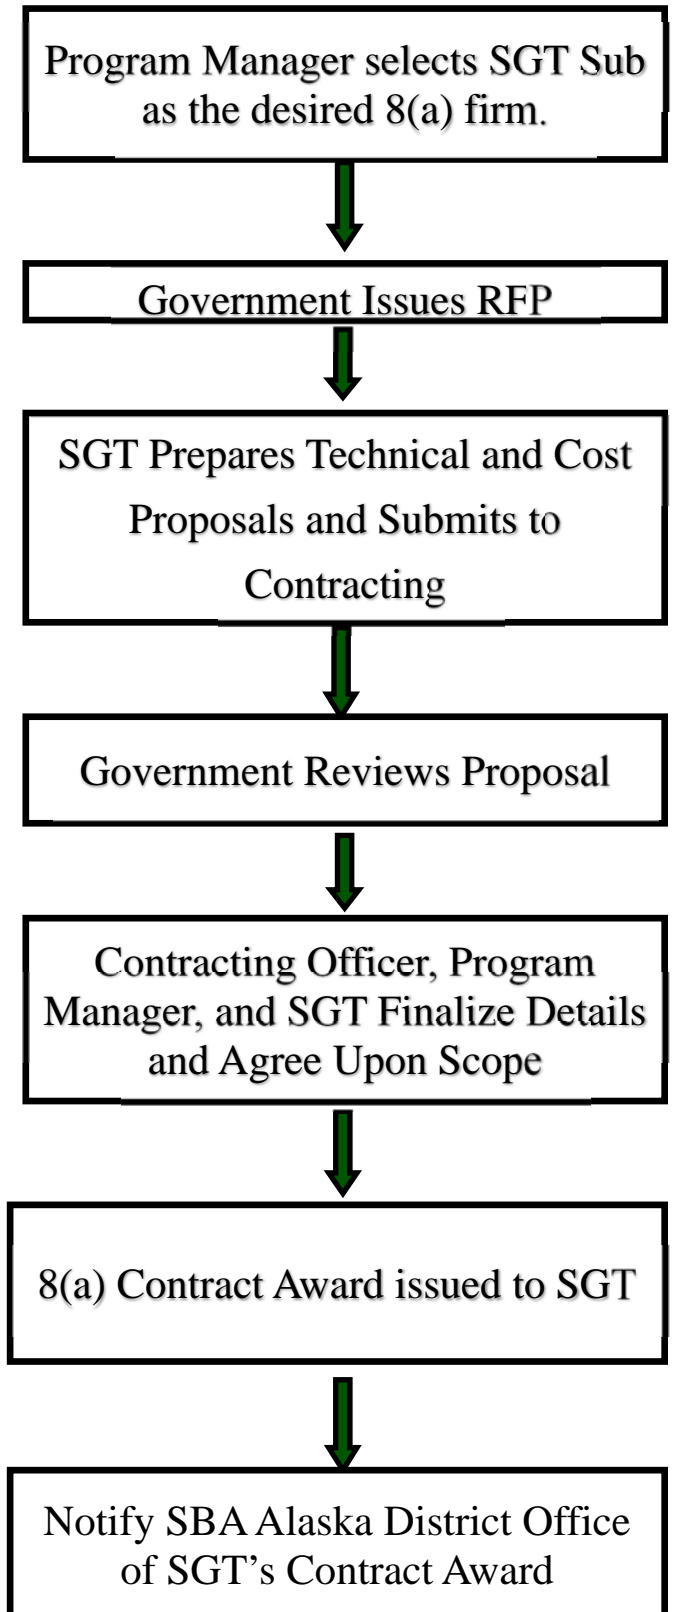 Program Manager selects SGT Sub
as the desired 8(a) firm.
Government Issues RFP
SGT Prepares Technical and Cost
Proposals and Submits to
Contracting
Government Reviews Proposal
Contracting Officer, Program
Manager, and SGT Finalize Details
and Agree Upon Scope
8(a) Contract Award issued to SGT
Notify SBA Alaska District Office
of SGT’s Contract Award